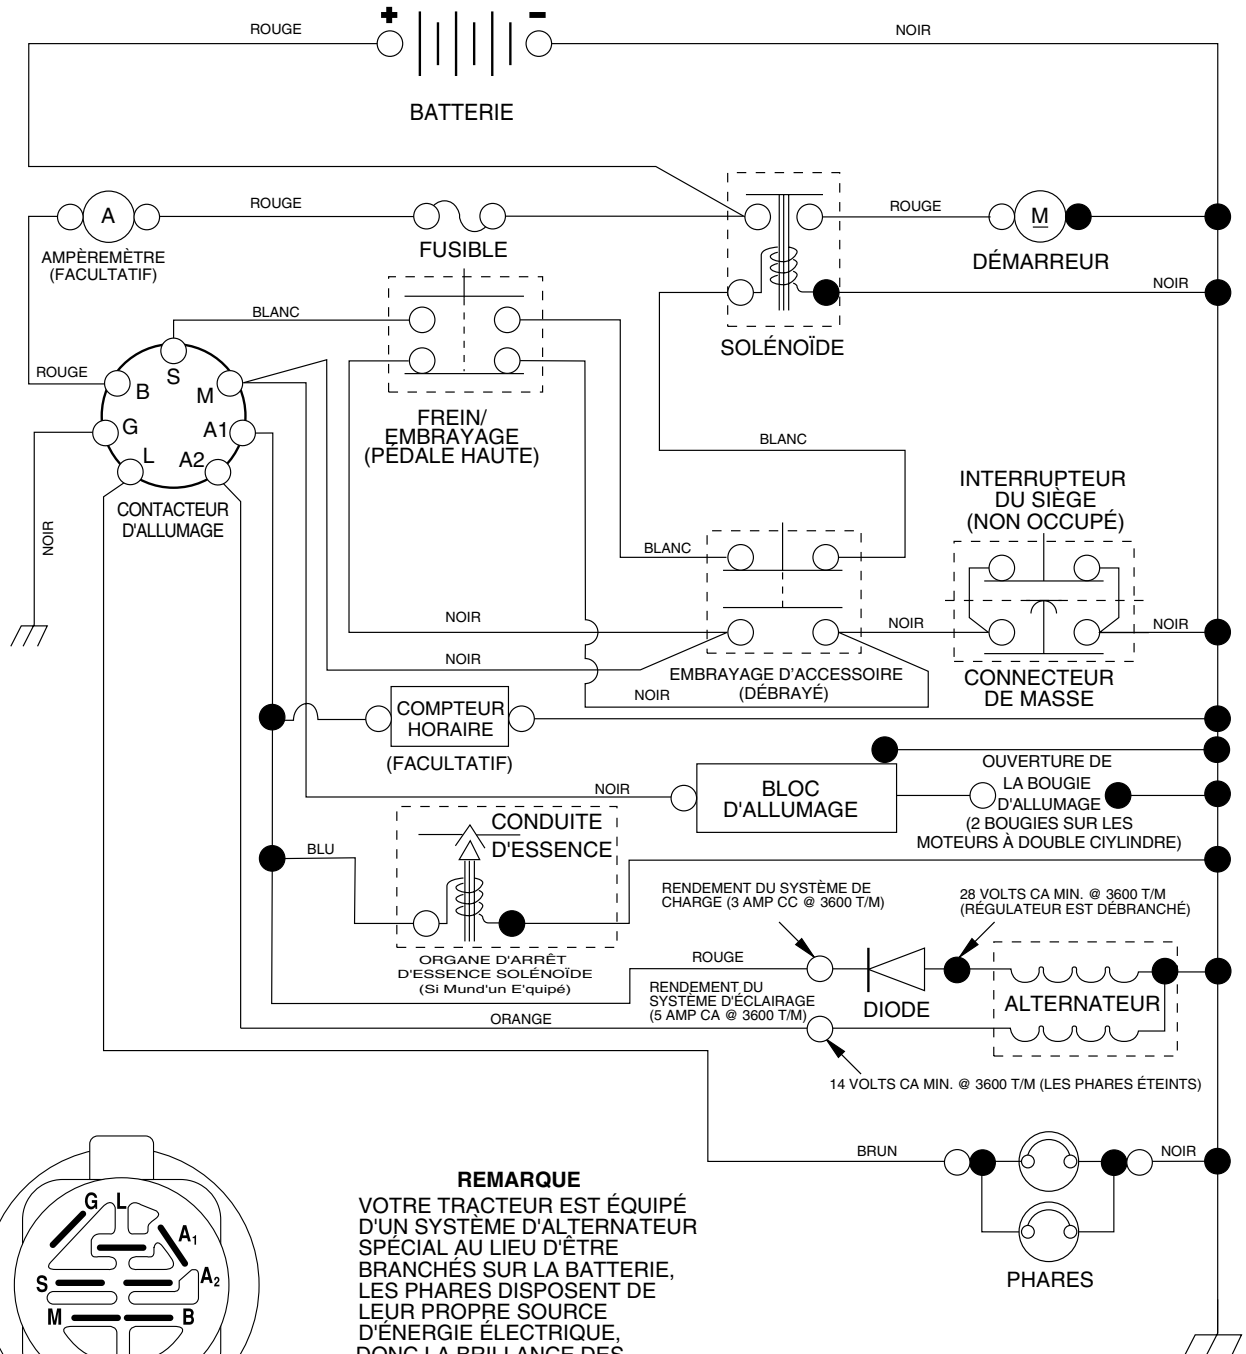 ROUGE
+
-
NOIR
BATTERIE
A
ROUGE
FUSIBLE
AMPÈREMÈTRE
(FACULTATIF)
ROUGE
M
DÉMARREUR
NOIR
SOLÉNOÏDE
BLANC
ROUGE
S
B
M
G
A1
L
A2
CONTACTEUR
D'ALLUMAGE
NOIR
FREIN/
EMBRAYAGE
(PÉDALE HAUTE)
BLANC
INTERRUPTEUR
DU SIÈGE
(NON OCCUPÉ)
BLANC
NOIR
NOIR
NOIR
NOIR
NOIR
EMBRAYAGE D'ACCESSOIRE
(DÉBRAYÉ)
CONNECTEUR
DE MASSE
COMPTEUR
HORAIRE
(FACULTATIF)
NOIR
BLOC
D'ALLUMAGE
OUVERTURE DE
LA BOUGIE
D'ALLUMAGE
(2 BOUGIES SUR LES
MOTEURS À DOUBLE CIYLINDRE)
CONDUITE
D'ESSENCE
BLU
ORGANE D'ARRÊT
D'ESSENCE SOLÉNOÏDE
(Si Mund'un E'quipé)
RENDEMENT DU SYSTÈME DE
CHARGE (3 AMP CC @ 3600 T/M)
28 VOLTS CA MIN. @ 3600 T/M
(RÉGULATEUR EST DÉBRANCHÉ)
ROUGE
RENDEMENT DU
SYSTÈME D'ÉCLAIRAGE
(5 AMP CA @ 3600 T/M)
DIODE
ALTERNATEUR
ORANGE
14 VOLTS CA MIN. @ 3600 T/M (LES PHARES ÉTEINTS)
BRUN
NOIR
PHARES
G
L
A1
S
A2
M
B
REMARQUE
VOTRE TRACTEUR EST ÉQUIPÉ
D'UN SYSTÈME D'ALTERNATEUR
SPÉCIAL AU LIEU D'ÊTRE
BRANCHÉS SUR LA BATTERIE,
LES PHARES DISPOSENT DE
LEUR PROPRE SOURCE
D'ÉNERGIE ÉLECTRIQUE,
DONC LA BRILLANCE DES